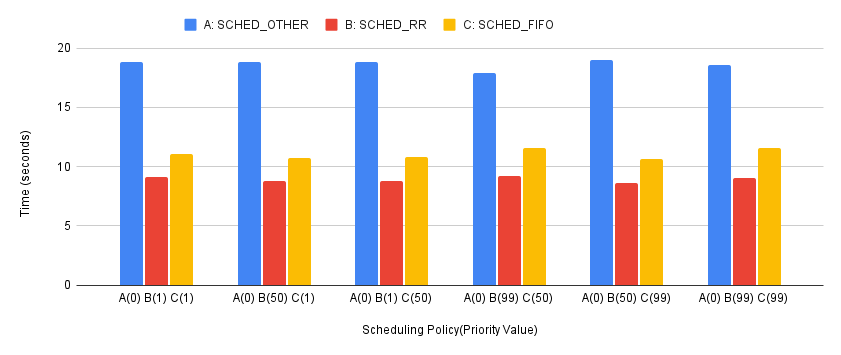 A: SCHED_OTHER B: SCHED_RR C: SCHED_FIFO
20
15
10
5
0
Time (seconds)
A(0) B(1) C(1) A(0) B(50) C(1) A(0) B(1) C(50) A(0) B(99) C(50) A(0) B(50) C(99) A(0) B(99) C(99)
Scheduling Policy(Priority Value)